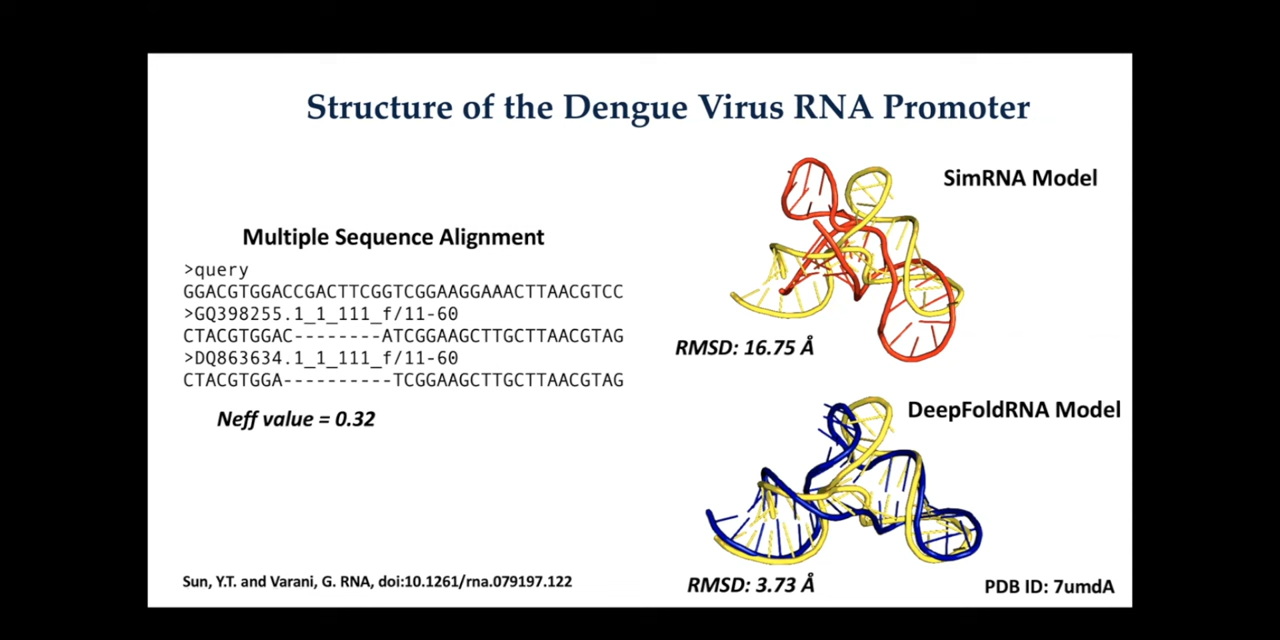 Structure of the Dengue Virus RNA Promoter
Multiple Sequence Alignment
>query
GGACGTGGACCGACTTCGGTCGGAAGGAAACTTAACGTCC
>GQ398255.1_1_111_f/11-60
CTACGTGGAC--------ATCGGAAGCTTGCTTAACGTAG
>DQ863634.1_1_111_f/11-60
CTACGTGGA----------TCGGAAGCTTGCTTAACGTAG
Neff value = 0.32
SimRNA Model
RMSD: 16.75 Å
DeepFoldRNA Model
RMSD: 3.73 Å
PDB ID: 7umdA
Sun, Y.T. and Varani, G. RNA, doi:10.1261/rna.079197.122